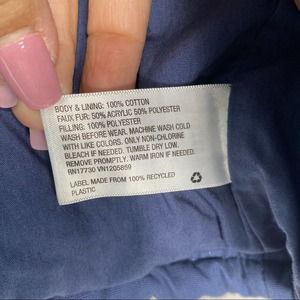 BODY & LINING: 100% COTTON
FAUX FUR: 50% ACRYLIC 50% POLYESTER
FILLING: 100% POLYESTER
WASH BEFORE WEAR. MACHINE WASH COLD
WITH LIKE COLORS. ONLY NON-CHLORINE
BLEACH IF NEEDED. TUMBLE DRY LOW.
REMOVE PROMPTLY. WARM IRON IF NEEDED.
RN17730 VN1205859
LABEL MADE FROM 100% RECYCLED
PLASTIC